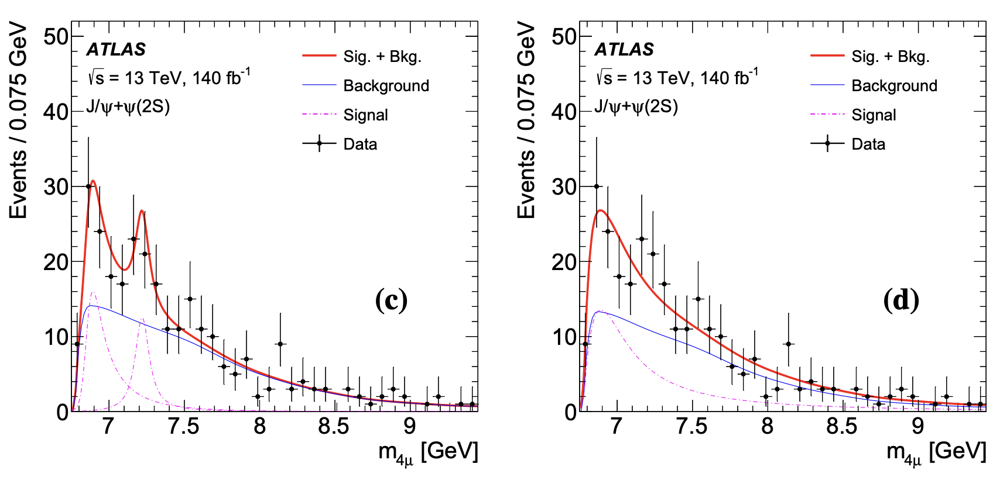 50
40
30
20
10
0
Events / 0.075 GeV
ATLAS
√s = 13 TeV, 140 fb⁻¹
J/ψ+ψ(2S)
Sig. + Bkg.
Background
Signal
Data
(c)
7 7.5 8 8.5 9
m₄μ [GeV]
50
40
30
20
10
0
Events / 0.075 GeV
ATLAS
√s = 13 TeV, 140 fb⁻¹
J/ψ+ψ(2S)
Sig. + Bkg.
Background
Signal
Data
(d)
7 7.5 8 8.5 9
m₄μ [GeV]